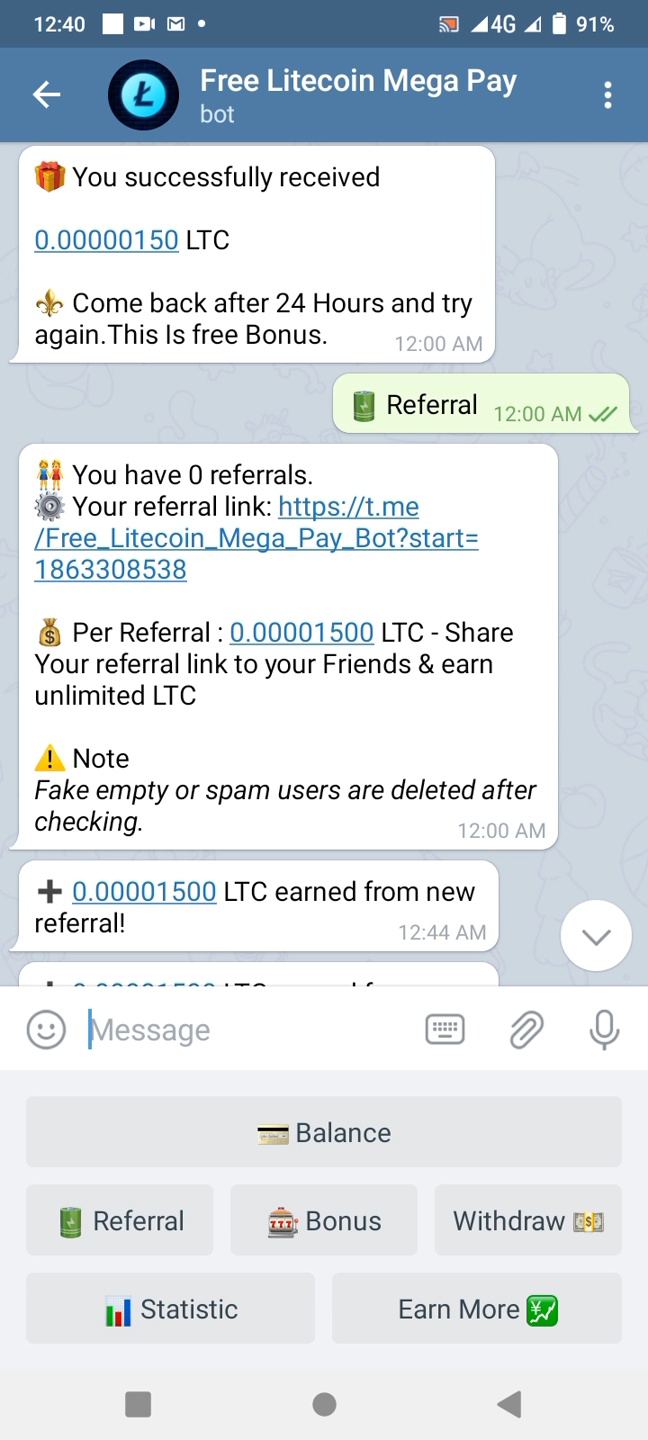 12:40
4G
91%
Free Litecoin Mega Pay
bot
🎁 You successfully received
0.00000150 LTC
⚜️ Come back after 24 Hours and try
again.This Is free Bonus.
12:00 AM
🔋 Referral
12:00 AM
👭 You have 0 referrals.
⚙️ Your referral link: https://t.me
/Free_Litecoin_Mega_Pay_Bot?start=
1863308538
💰 Per Referral : 0.00001500 LTC - Share
Your referral link to your Friends & earn
unlimited LTC
⚠️ Note
Fake empty or spam users are deleted after
checking.
12:00 AM
➕ 0.00001500 LTC earned from new
referral!
12:44 AM
Message
💳 Balance
🔋 Referral
🎰 Bonus
Withdraw 💵
📊 Statistic
Earn More 💹